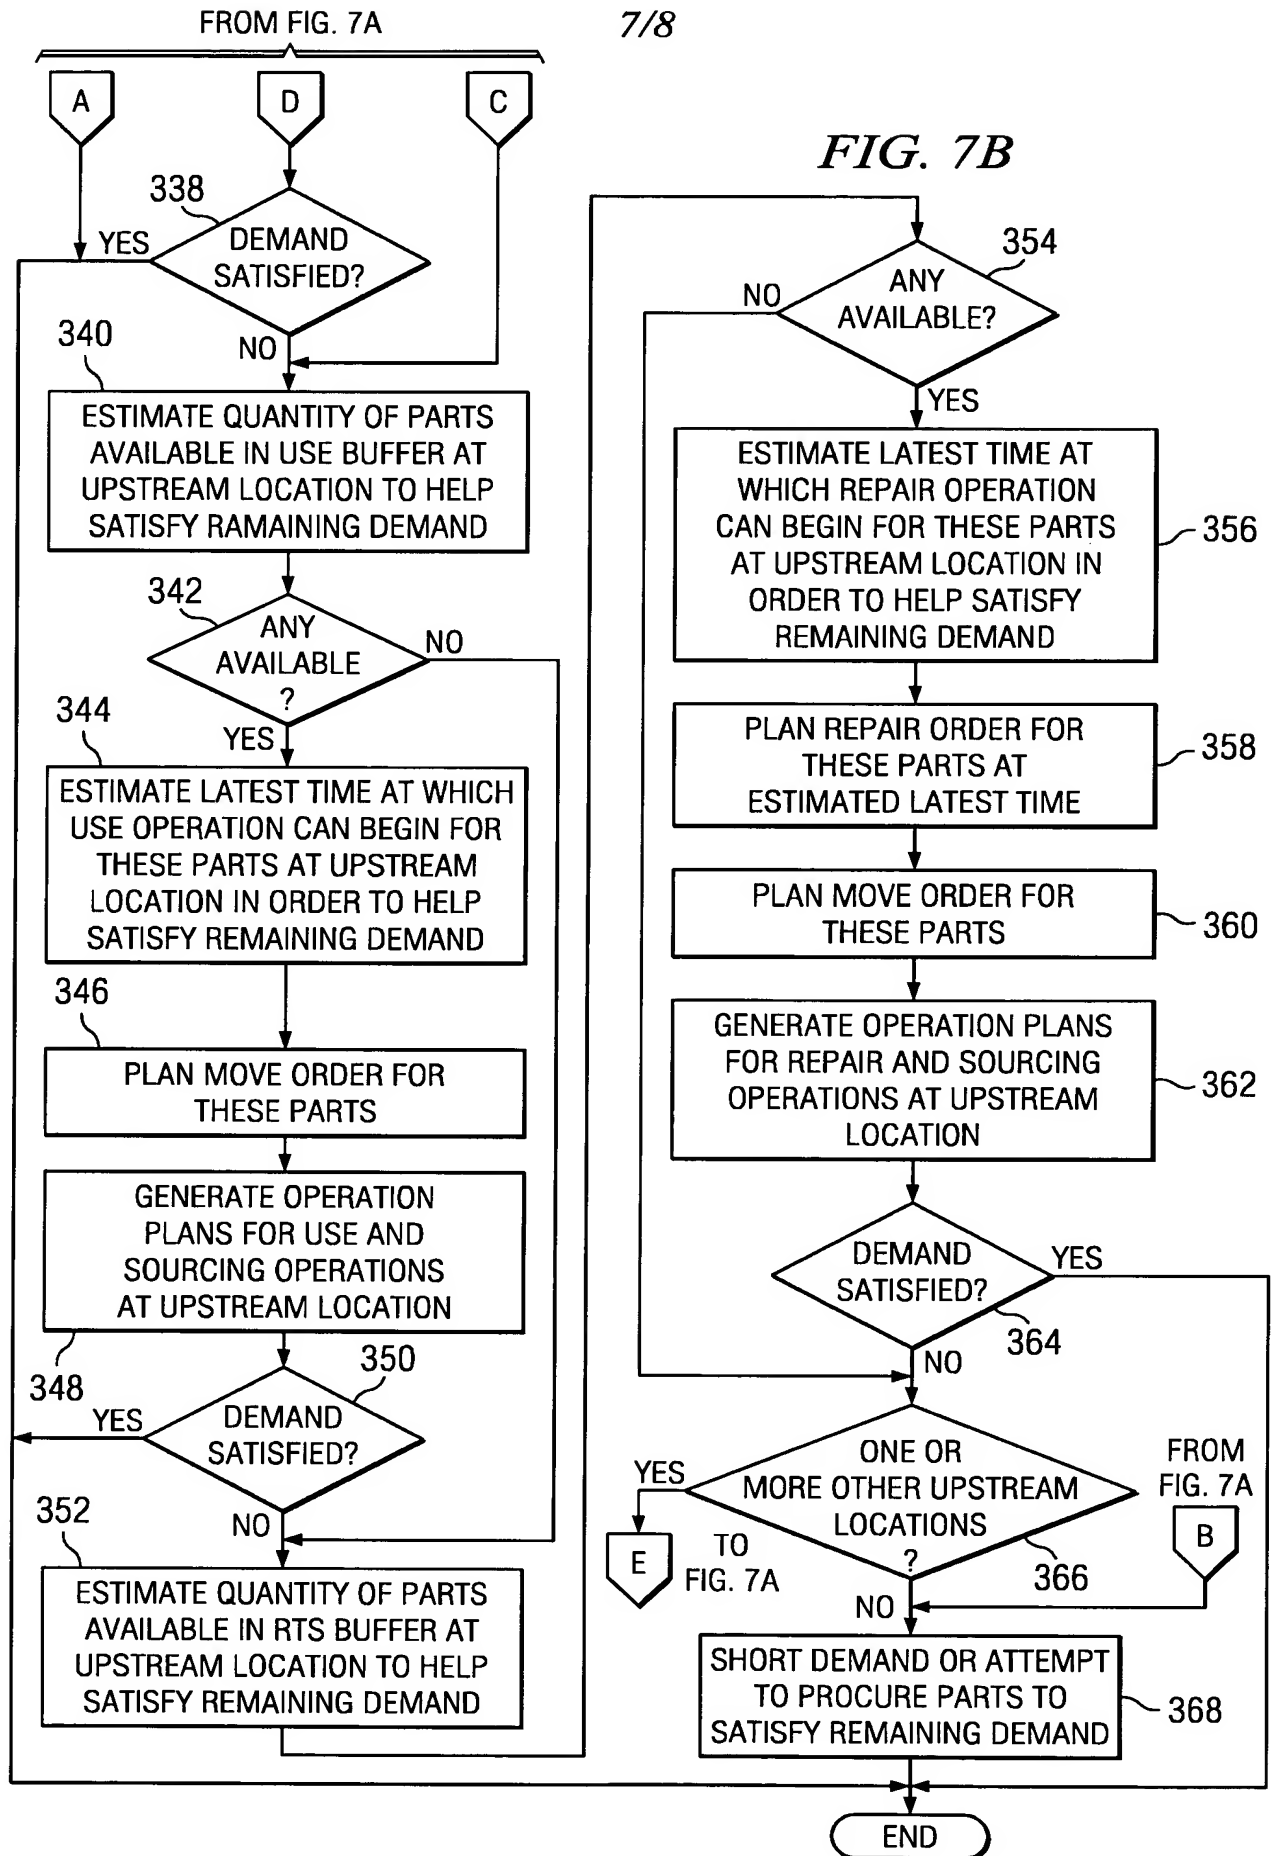 FROM FIG. 7A
7/8
A
D
C
FIG. 7B
338
DEMAND
SATISFIED?
YES
NO
340
ESTIMATE QUANTITY OF PARTS
AVAILABLE IN USE BUFFER AT
UPSTREAM LOCATION TO HELP
SATISFY RAMAINING DEMAND
342
ANY
AVAILABLE
?
NO
YES
344
ESTIMATE LATEST TIME AT WHICH
USE OPERATION CAN BEGIN FOR
THESE PARTS AT UPSTREAM
LOCATION IN ORDER TO HELP
SATISFY REMAINING DEMAND
346
PLAN MOVE ORDER FOR
THESE PARTS
GENERATE OPERATION
PLANS FOR USE AND
SOURCING OPERATIONS
AT UPSTREAM LOCATION
348
350
YES
DEMAND
SATISFIED?
NO
352
ESTIMATE QUANTITY OF PARTS
AVAILABLE IN RTS BUFFER AT
UPSTREAM LOCATION TO HELP
SATISFY REMAINING DEMAND
354
ANY
AVAILABLE?
NO
YES
ESTIMATE LATEST TIME AT
WHICH REPAIR OPERATION
CAN BEGIN FOR THESE PARTS
AT UPSTREAM LOCATION IN
ORDER TO HELP SATISFY
REMAINING DEMAND
356
PLAN REPAIR ORDER FOR
THESE PARTS AT
ESTIMATED LATEST TIME
358
PLAN MOVE ORDER FOR
THESE PARTS
360
GENERATE OPERATION PLANS
FOR REPAIR AND SOURCING
OPERATIONS AT UPSTREAM
LOCATION
362
DEMAND
SATISFIED?
YES
364
NO
ONE OR
MORE OTHER UPSTREAM
LOCATIONS
?
366
YES
E
TO
FIG. 7A
FROM
FIG. 7A
B
NO
SHORT DEMAND OR ATTEMPT
TO PROCURE PARTS TO
SATISFY REMAINING DEMAND
368
END